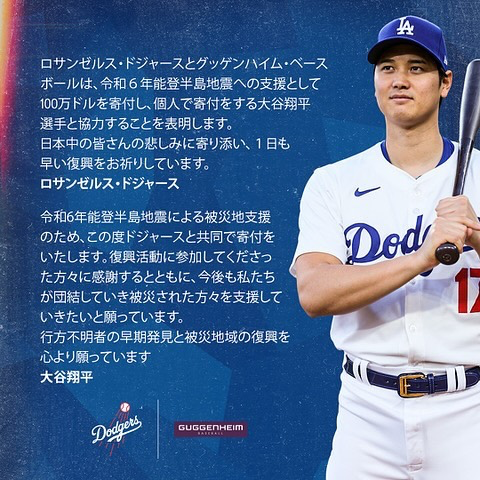 ロサンゼルス・ドジャースとグッゲンハイム・ベース
ボールは、令和６年能登半島地震への支援として
100万ドルを寄付し、個人で寄付をする大谷翔平
選手と協力することを表明します。
日本中の皆さんの悲しみに寄り添い、１日も
早い復興をお祈りしています。
ロサンゼルス・ドジャース
令和6年能登半島地震による被災地支援
のため、この度ドジャースと共同で寄付を
いたします。復興活動に参加してくださっ
た方々に感謝するとともに、今後も私たち
が団結していき被災された方々を支援して
いきたいと願っています。
行方不明者の早期発見と被災地域の復興を
心より願っています
大谷翔平
Dodgers
GUGGENHEIM
BASEBALL
LA
Dodg
17